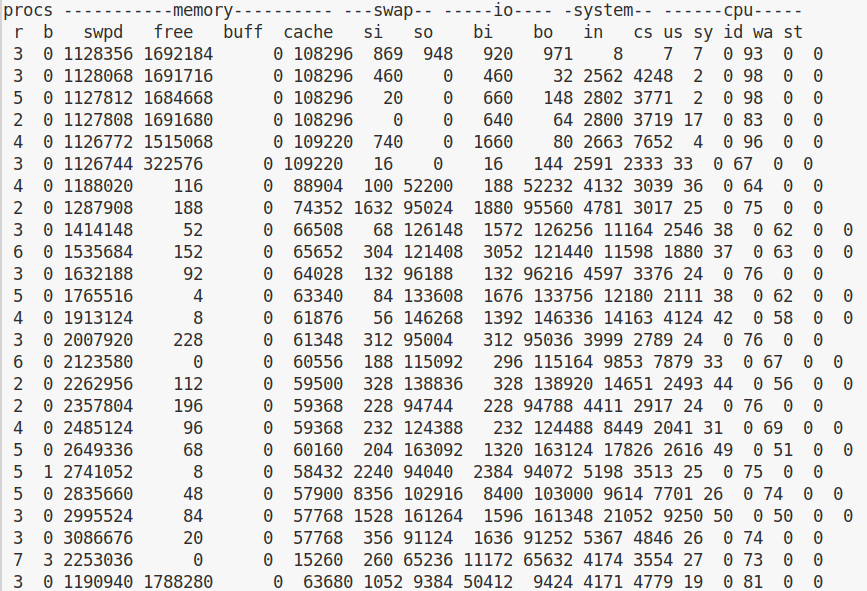 procs -----------memory---------- ---swap-- -----io---- -system-- ------cpu-----
 r  b   swpd   free   buff  cache   si   so    bi    bo   in   cs us sy id wa st
 3  0 1128356 1692184      0 108296  869  948   920   971    8    7  7  0 93  0  0
 3  0 1128068 1691716      0 108296  460    0   460    32 2562 4248  2  0 98  0  0
 5  0 1127812 1684668      0 108296   20    0   660   148 2802 3771  2  0 98  0  0
 2  0 1127808 1691680      0 108296    0    0   640    64 2800 3719 17  0 83  0  0
 4  0 1126772 1515068      0 109220  740    0  1660    80 2663 7652  4  0 96  0  0
 3  0 1126744 322576      0 109220   16    0    16   144 2591 2333 33  0 67  0  0
 4  0 1188020    116      0  88904  100 52200   188 52232 4132 3039 36  0 64  0  0
 2  0 1287908    188      0  74352 1632 95024  1880 95560 4781 3017 25  0 75  0  0
 3  0 1414148     52      0  66508   68 126148  1572 126256 11164 2546 38  0 62  0  0
 6  0 1535684    152      0  65652  304 121408  3052 121440 11598 1880 37  0 63  0  0
 3  0 1632188     92      0  64028  132 96188   132 96216 4597 3376 24  0 76  0  0
 5  0 1765516      4      0  63340   84 133608  1676 133756 12180 2111 38  0 62  0  0
 4  0 1913124      8      0  61876   56 146268  1392 146336 14163 4124 42  0 58  0  0
 3  0 2007920    228      0  61348  312 95004   312 95036 3999 2789 24  0 76  0  0
 6  0 2123580      0      0  60556  188 115092   296 115164 9853 7879 33  0 67  0  0
 2  0 2262956    112      0  59500  328 138836   328 138920 14651 2493 44  0 56  0  0
 2  0 2357804    196      0  59368  228 94744   228 94788 4411 2917 24  0 76  0  0
 4  0 2485124     96      0  59368  232 124388   232 124488 8449 2041 31  0 69  0  0
 5  0 2649336     68      0  60160  204 163092  1320 163124 17826 2616 49  0 51  0  0
 5  1 2741052      8      0  58432 2240 94040  2384 94072 5198 3513 25  0 75  0  0
 5  0 2835660     48      0  57900 8356 102916  8400 103000 9614 7701 26  0 74  0  0
 3  0 2995524     84      0  57768 1528 161264  1596 161348 21052 9250 50  0 50  0  0
 3  0 3086676     20      0  57768  356 91124  1636 91252 5367 4846 26  0 74  0  0
 7  3 2253036      0      0  15260  260 65236 11172 65632 4174 3554 27  0 73  0  0
 3  0 1190940 1788280      0  63680 1052 9384 50412  9424 4171 4779 19  0 81  0  0